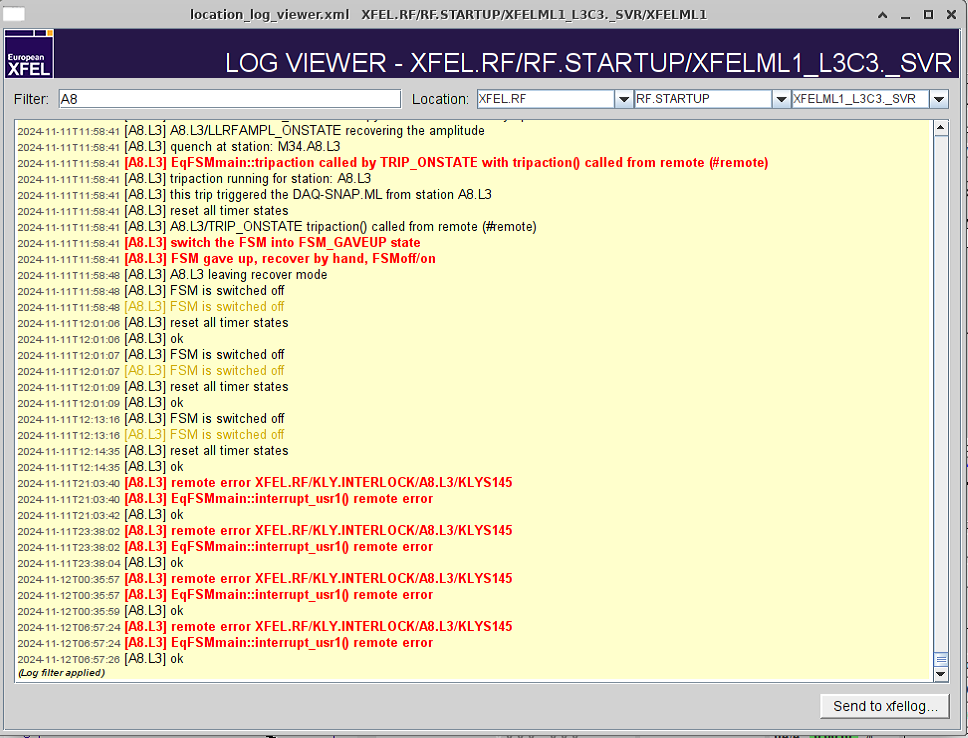 location_log_viewer.xml XFEL.RF/RF.STARTUP/XFELML1_L3C3._SVR/XFELML1
European
XFEL
LOG VIEWER - XFEL.RF/RF.STARTUP/XFELML1_L3C3._SVR
Filter: A8 Location: XFEL.RF RF.STARTUP XFELML1_L3C3._SVR
2024-11-11T11:58:41 [A8.L3] A8.L3/LLRFAMPL_ONSTATE recovering the amplitude
2024-11-11T11:58:41 [A8.L3] quench at station: M34.A8.L3
2024-11-11T11:58:41 [A8.L3] EqFSMmain::tripaction called by TRIP_ONSTATE with tripaction() called from remote (#remote)
2024-11-11T11:58:41 [A8.L3] tripaction running for station: A8.L3
2024-11-11T11:58:41 [A8.L3] this trip triggered the DAQ-SNAP.ML from station A8.L3
2024-11-11T11:58:41 [A8.L3] reset all timer states
2024-11-11T11:58:41 [A8.L3] A8.L3/TRIP_ONSTATE tripaction() called from remote (#remote)
2024-11-11T11:58:41 [A8.L3] switch the FSM into FSM_GAVEUP state
2024-11-11T11:58:41 [A8.L3] FSM gave up, recover by hand, FSMoff/on
2024-11-11T11:58:48 [A8.L3] A8.L3 leaving recover mode
2024-11-11T11:58:48 [A8.L3] FSM is switched off
2024-11-11T11:58:48 [A8.L3] FSM is switched off
2024-11-11T12:01:06 [A8.L3] reset all timer states
2024-11-11T12:01:06 [A8.L3] ok
2024-11-11T12:01:07 [A8.L3] FSM is switched off
2024-11-11T12:01:07 [A8.L3] FSM is switched off
2024-11-11T12:01:09 [A8.L3] reset all timer states
2024-11-11T12:01:09 [A8.L3] ok
2024-11-11T12:13:16 [A8.L3] FSM is switched off
2024-11-11T12:13:16 [A8.L3] FSM is switched off
2024-11-11T12:14:35 [A8.L3] reset all timer states
2024-11-11T12:14:35 [A8.L3] ok
2024-11-11T21:03:40 [A8.L3] remote error XFEL.RF/KLY.INTERLOCK/A8.L3/KLYS145
2024-11-11T21:03:40 [A8.L3] EqFSMmain::interrupt_usr1() remote error
2024-11-11T21:03:42 [A8.L3] ok
2024-11-11T23:38:02 [A8.L3] remote error XFEL.RF/KLY.INTERLOCK/A8.L3/KLYS145
2024-11-11T23:38:02 [A8.L3] EqFSMmain::interrupt_usr1() remote error
2024-11-11T23:38:04 [A8.L3] ok
2024-11-12T00:35:57 [A8.L3] remote error XFEL.RF/KLY.INTERLOCK/A8.L3/KLYS145
2024-11-12T00:35:57 [A8.L3] EqFSMmain::interrupt_usr1() remote error
2024-11-12T00:35:59 [A8.L3] ok
2024-11-12T06:57:24 [A8.L3] remote error XFEL.RF/KLY.INTERLOCK/A8.L3/KLYS145
2024-11-12T06:57:24 [A8.L3] EqFSMmain::interrupt_usr1() remote error
2024-11-12T06:57:26 [A8.L3] ok
(Log filter applied)
Send to xfellog...